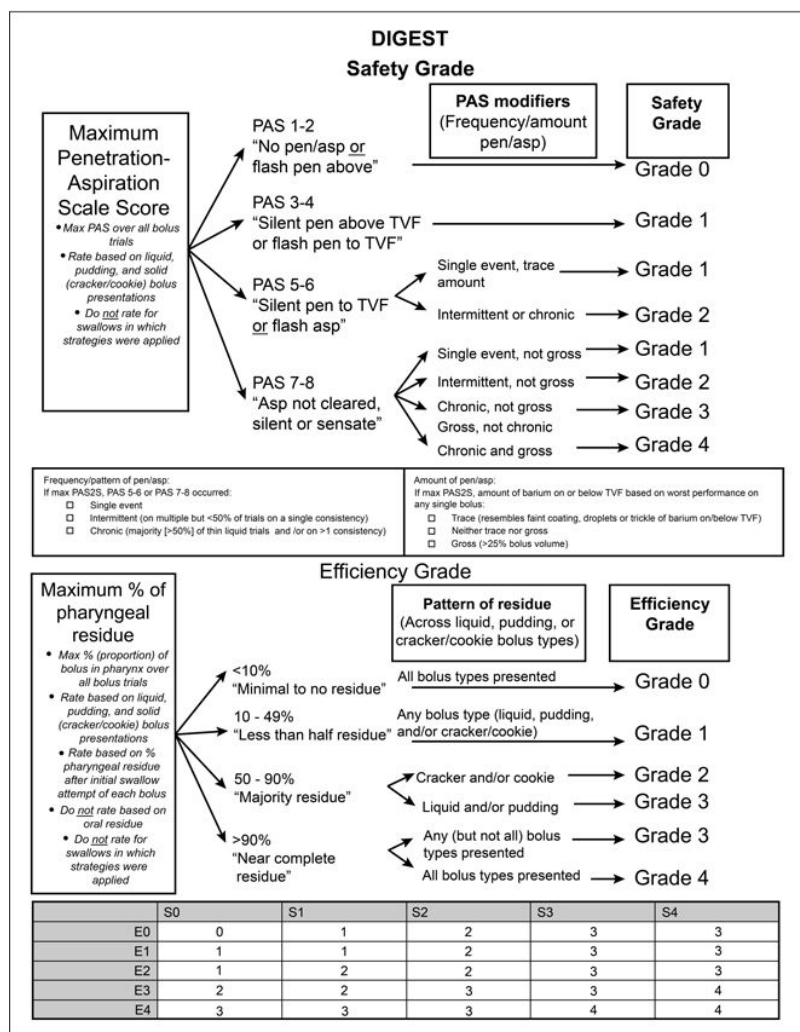 DIGEST
Safety Grade
Maximum
Penetration-
Aspiration
Scale Score
• Max PAS over all bolus
trials
• Rate based on liquid,
pudding, and solid
(cracker/cookie) bolus
presentations
• Do not rate for
swallows in which
strategies were applied
PAS modifiers
(Frequency/amount
pen/asp)
Safety
Grade
PAS 1-2
“No pen/asp or
flash pen above”
Grade 0
PAS 3-4
“Silent pen above TVF
or flash pen to TVF”
Grade 1
PAS 5-6
“Silent pen to TVF
or flash asp”
Single event, trace
amount
Grade 1
Intermittent or chronic
Grade 2
PAS 7-8
“Asp not cleared,
silent or sensate”
Single event, not gross
Grade 1
Intermittent, not gross
Grade 2
Chronic, not gross
Grade 3
Gross, not chronic
Chronic and gross
Grade 4
Frequency/pattern of pen/asp:
If max PAS2S, PAS 5-6 or PAS 7-8 occurred:
Single event
Intermittent (on multiple but <50% of trials on a single consistency)
Chronic (majority [>50%] of thin liquid trials and /or on >1 consistency)
Amount of pen/asp:
If max PAS2S, amount of barium on or below TVF based on worst performance on
any single bolus:
Trace (resembles faint coating, droplets or trickle of barium on/below TVF)
Neither trace nor gross
Gross (>25% bolus volume)
Efficiency Grade
Maximum % of
pharyngeal
residue
• Max % (proportion) of
bolus in pharynx over
all bolus trials
• Rate based on liquid,
pudding, and solid
(cracker/cookie) bolus
presentations
• Rate based on %
pharyngeal residue
after initial swallow
attempt of each bolus
• Do not rate based on
oral residue
• Do not rate for
swallows in which
strategies were
applied
Pattern of residue
(Across liquid, pudding, or
cracker/cookie bolus types)
Efficiency
Grade
<10%
“Minimal to no residue”
All bolus types presented
Grade 0
10 - 49%
“Less than half residue”
Any bolus type (liquid, pudding,
and/or cracker/cookie)
Grade 1
50 - 90%
“Majority residue”
Cracker and/or cookie
Grade 2
Liquid and/or pudding
Grade 3
>90%
“Near complete
residue”
Any (but not all) bolus
types presented
Grade 3
All bolus types presented
Grade 4
S0 S1 S2 S3 S4
E0 0 1 2 3 3
E1 1 1 2 3 3
E2 1 2 2 3 3
E3 2 2 3 3 4
E4 3 3 3 4 4